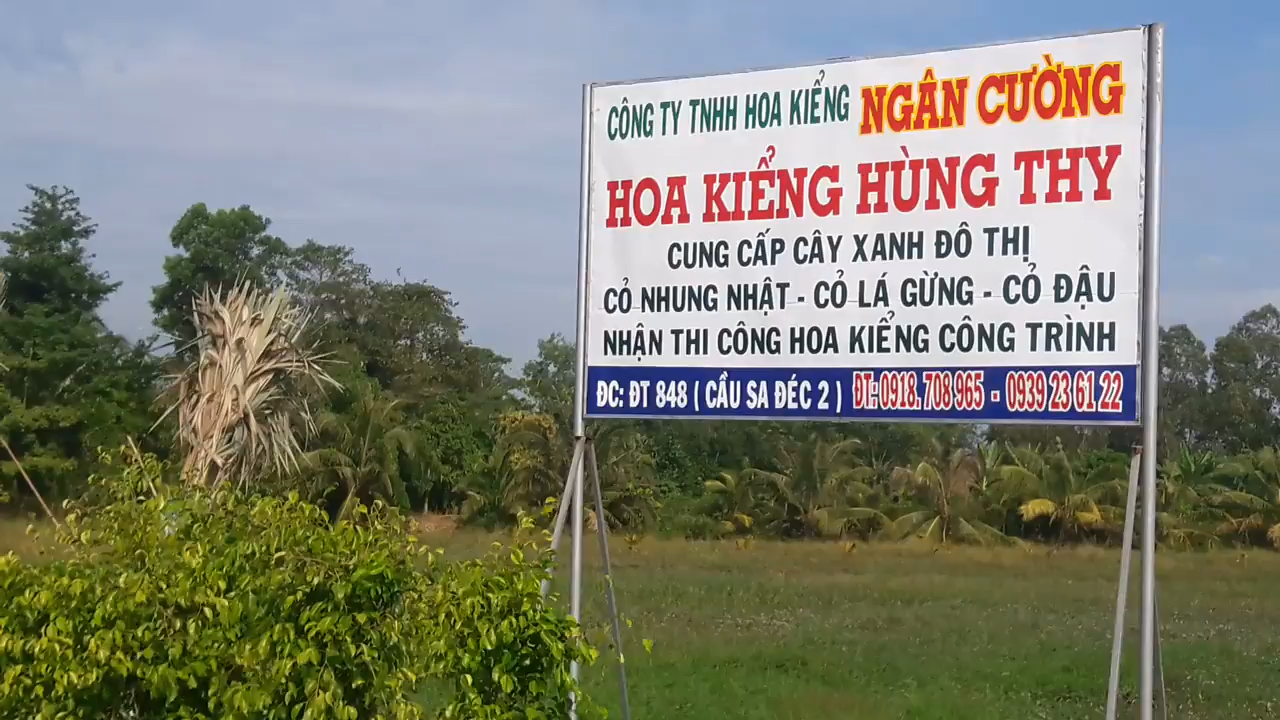 CÔNG TY TNHH HOA KIỂNG NGÂN CƯỜNG
HOA KIỂNG HÙNG THY
CUNG CẤP CÂY XANH ĐÔ THỊ
CỎ NHUNG NHẬT - CỎ LÁ GỪNG - CỎ ĐẬU
NHẬN THI CÔNG HOA KIỂNG CÔNG TRÌNH
ĐC: ĐT 848 ( CẦU SA ĐÉC 2 ) ĐT: 0918. 708 965 - 0939 23 61 22